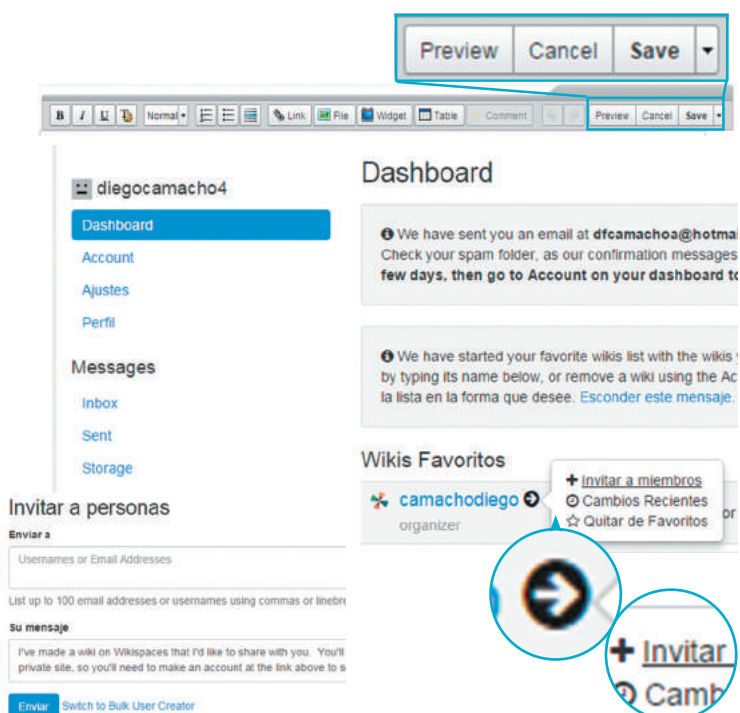 Preview Cancel Save
B I U Normal Link File Widget Table Comment Preview Cancel Save
diegocamacho4
Dashboard
Account
Ajustes
Perfil
Messages
Inbox
Sent
Storage
Dashboard
We have sent you an email at dfcamachoa@hotmai
Check your spam folder, as our confirmation messages
few days, then go to Account on your dashboard to
We have started your favorite wikis list with the wikis
by typing its name below, or remove a wiki using the Ac
la lista en la forma que desee. Esconder este mensaje.
Wikis Favoritos
camachodiego
organizer
Invitar a miembros
Cambios Recientes
Quitar de Favoritos
or
Invitar
Camb
Invitar a personas
Enviar a
Usernames or Email Addresses
List up to 100 email addresses or usernames using commas or linebre
Su mensaje
I've made a wiki on Wikispaces that I'd like to share with you. You'll
private site, so you'll need to make an account at the link above to s
Enviar Switch to Bulk User Creator